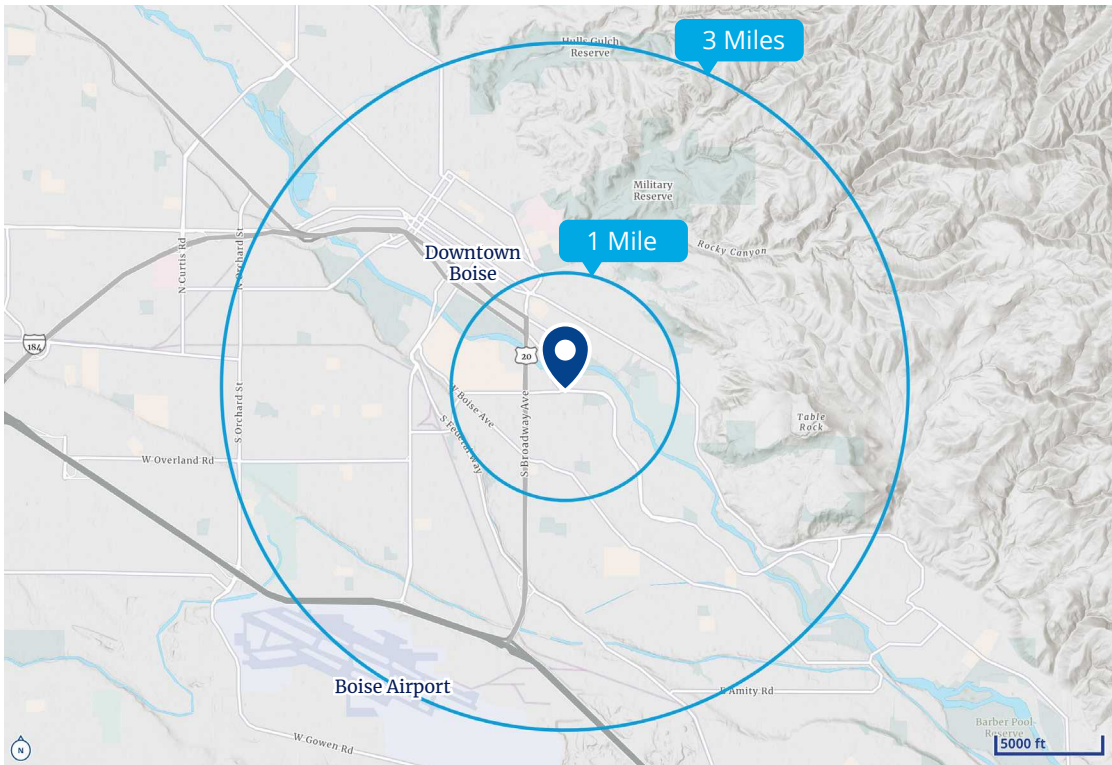 Hulls Gulch
Reserve
3 Miles
Military
Reserve
1 Mile
Rocky Canyon
Downtown
Boise
N Curtis Rd
N Orchard St
184
20
S Orchard St
W Boise Ave
S Federal Way
S Broadway Ave
Table
Rock
W Overland Rd
Boise Airport
E Amity Rd
Barber Pool
Reserve
W Gowen Rd
N
5000 ft